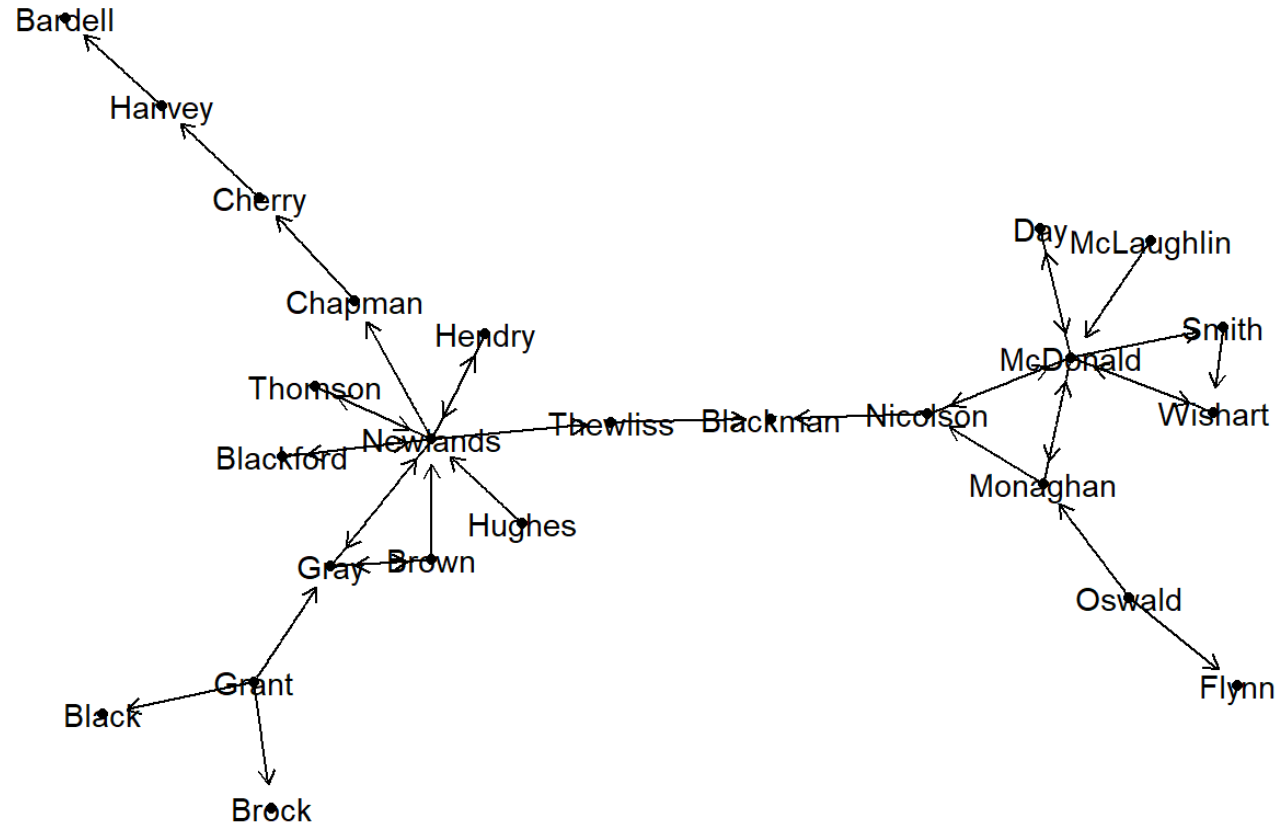 Bardell
Hanvey
Cherry
Day
McLaughlin
Chapman
Hendry
Smith
McDonald
Thomson
Thewliss
Blackman
Nicolson
Wishart
Newlands
Blackford
Monaghan
Hughes
Gray
Brown
Oswald
Grant
Flynn
Black
Brock